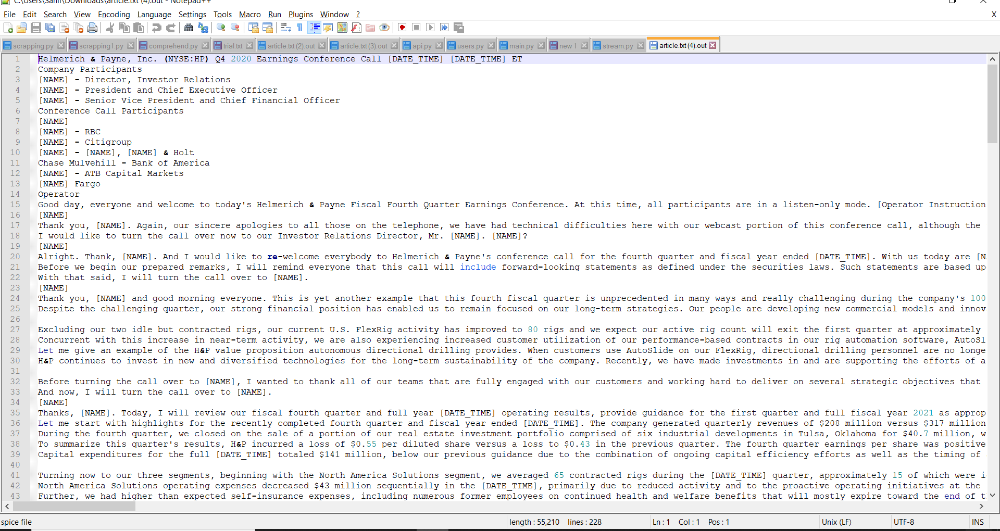 C:\Users\Sahil\Downloads\article.txt (4).out - Notepad++
File Edit Search View Encoding Language Settings Tools Macro Run Plugins Window ? X
scrapping.py scrapping1.py comprehend.py trial.txt article.txt (2).out article.txt (3).out api.py users.py main.py new 1 stream.py article.txt (4).out
1 Helmerich & Payne, Inc. (NYSE:HP) Q4 2020 Earnings Conference Call [DATE_TIME] [DATE_TIME] ET
2 Company Participants
3 [NAME] - Director, Investor Relations
4 [NAME] - President and Chief Executive Officer
5 [NAME] - Senior Vice President and Chief Financial Officer
6 Conference Call Participants
7 [NAME]
8 [NAME] - RBC
9 [NAME] - Citigroup
10 [NAME] - [NAME], [NAME] & Holt
11 Chase Mulvehill - Bank of America
12 [NAME] - ATB Capital Markets
13 [NAME] Fargo
14 Operator
15 Good day, everyone and welcome to today's Helmerich & Payne Fiscal Fourth Quarter Earnings Conference. At this time, all participants are in a listen-only mode. [Operator Instruction
16 [NAME]
17 Thank you, [NAME]. Again, our sincere apologies to all those on the telephone, we have had technical difficulties here with our webcast portion of this conference call, although the
18 I would like to turn the call over now to our Investor Relations Director, Mr. [NAME]. [NAME]?
19 [NAME]
20 Alright. Thank, [NAME]. And I would like to re-welcome everybody to Helmerich & Payne's conference call for the fourth quarter and fiscal year ended [DATE_TIME]. With us today are [N
21 Before we begin our prepared remarks, I will remind everyone that this call will include forward-looking statements as defined under the securities laws. Such statements are based up
22 With that said, I will turn the call over to [NAME].
23 [NAME]
24 Thank you, [NAME] and good morning everyone. This is yet another example that this fourth fiscal quarter is unprecedented in many ways and really challenging during the company's 100
25 Despite the challenging quarter, our strong financial position has enabled us to remain focused on our long-term strategies. Our people are developing new commercial models and innov
26
27 Excluding our two idle but contracted rigs, our current U.S. FlexRig activity has improved to 80 rigs and we expect our active rig count will exit the first quarter at approximately
28 Concurrent with this increase in near-term activity, we are also experiencing increased customer utilization of our performance-based contracts in our rig automation software, AutoSl
29 Let me give an example of the H&P value proposition autonomous directional drilling provides. When customers use AutoSlide on our FlexRig, directional drilling personnel are no longe
30 H&P continues to invest in new and diversified technologies for the long-term sustainability of the company. Recently, we have made investments in and are supporting the efforts of a
31
32 Before turning the call over to [NAME], I wanted to thank all of our teams that are fully engaged with our customers and working hard to deliver on several strategic objectives that
33 And now, I will turn the call over to [NAME].
34 [NAME]
35 Thanks, [NAME]. Today, I will review our fiscal fourth quarter and full year [DATE_TIME] operating results, provide guidance for the first quarter and full fiscal year 2021 as approp
36 Let me start with highlights for the recently completed fourth quarter and fiscal year ended [DATE_TIME]. The company generated quarterly revenues of $208 million versus $317 million
37 During the fourth quarter, we closed on the sale of a portion of our real estate investment portfolio comprised of six industrial developments in Tulsa, Oklahoma for $40.7 million, w
38 To summarize this quarter's results, H&P incurred a loss of $0.55 per diluted share versus a loss to $0.43 in the previous quarter. The fourth quarter earnings per share was positive
39 Capital expenditures for the full [DATE_TIME] totaled $141 million, below our previous guidance due to the combination of ongoing capital efficiency efforts as well as the timing of
40
41 Turning now to our three segments, beginning with the North America Solutions segment, we averaged 65 contracted rigs during the [DATE_TIME] quarter, approximately 15 of which were i
42 North America Solutions operating expenses decreased $43 million sequentially in the [DATE_TIME], primarily due to reduced activity and to the proactive operating initiatives at the
43 Further, we had higher than expected self-insurance expenses, including numerous former employees on continued health and welfare benefits that will mostly expire toward the end of t
spice file length : 55,210 lines : 228 Ln : 1 Col : 1 Pos : 1 Unix (LF) UTF-8 INS